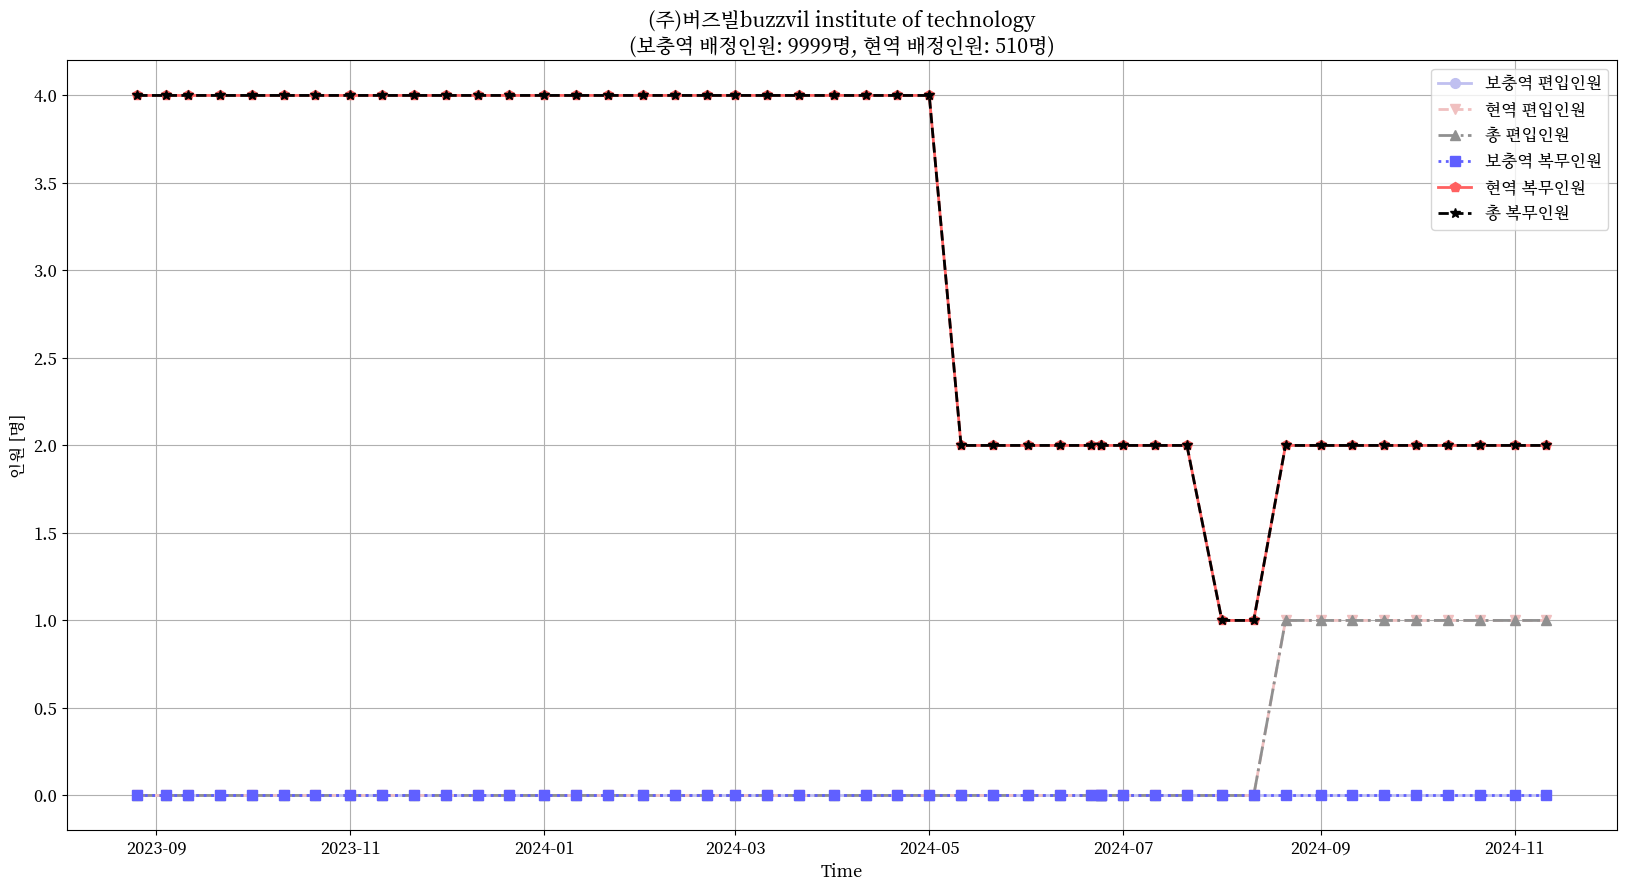 (주)버즈빌buzzvil institute of technology
(보충역 배정인원: 9999명, 현역 배정인원: 510명)
보충역 편입인원
현역 편입인원
총 편입인원
보충역 복무인원
현역 복무인원
총 복무인원
인원 [명]
4.0
3.5
3.0
2.5
2.0
1.5
1.0
0.5
0.0
2023-09
2023-11
2024-01
2024-03
2024-05
2024-07
2024-09
2024-11
Time